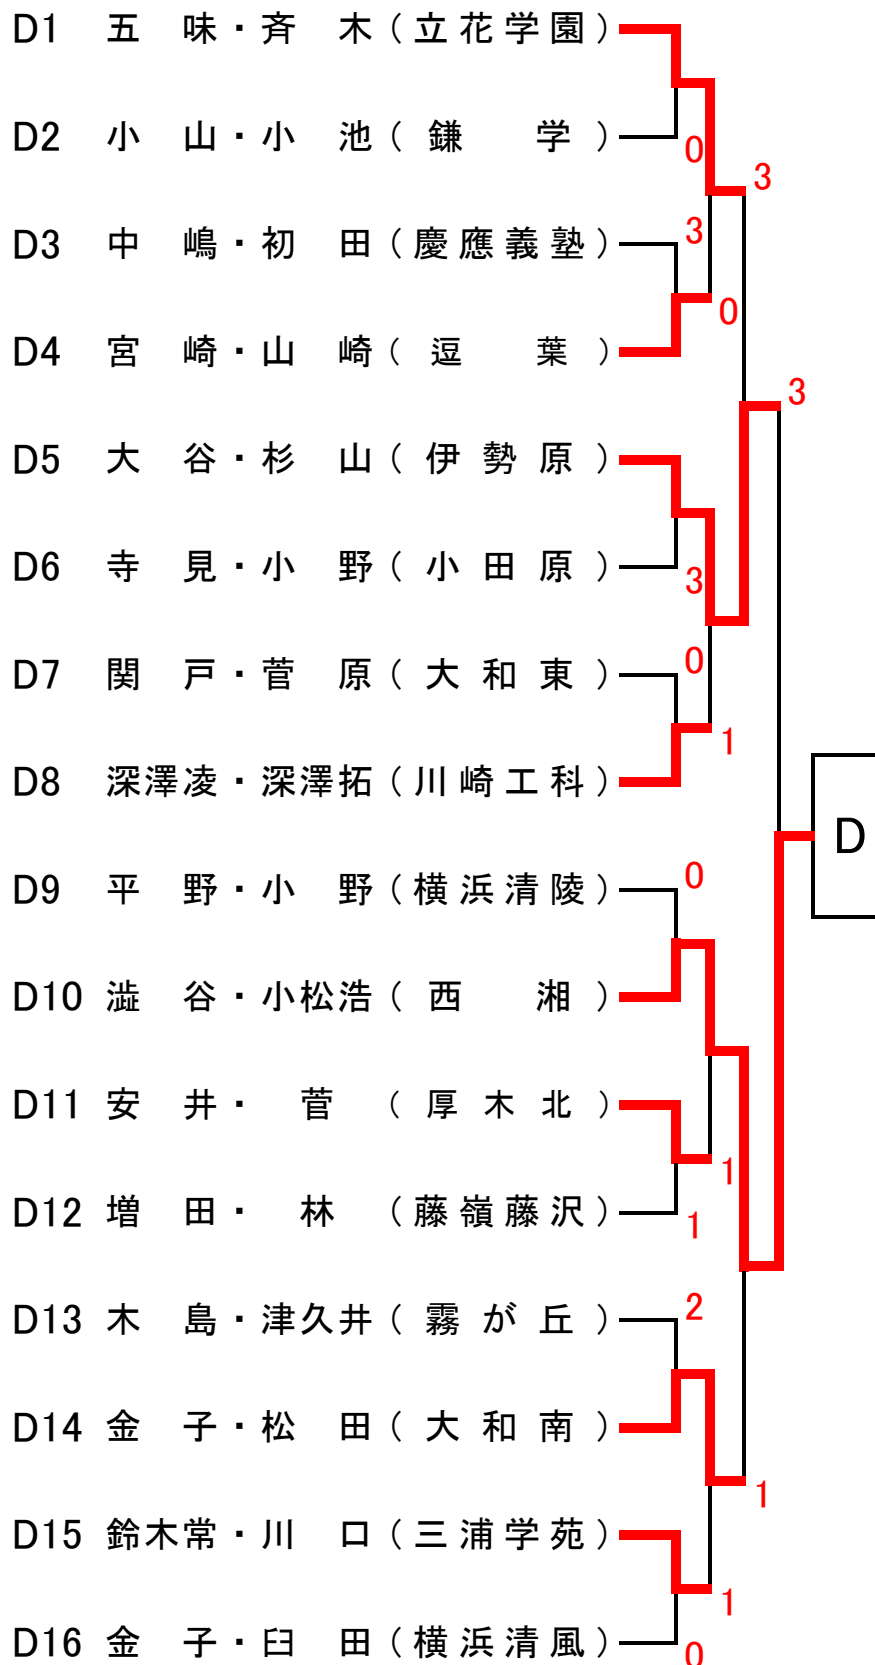 D1 五 味・斉 木（立花学園）
D2 小 山・小 池（ 鎌 学 ）
0
3
D3 中 嶋・初 田（慶應義塾）
3
0
D4 宮 崎・山 崎（ 逗 葉 ）
3
D5 大 谷・杉 山（ 伊勢原 ）
D6 寺 見・小 野（ 小田原 ）
3
D7 関 戸・菅 原（ 大和東 ）
0
1
D8 深澤凌・深澤拓（川崎工科）
D
D9 平 野・小 野（横浜清陵）
0
D10 澁 谷・小松浩（ 西 湘 ）
D11 安 井・ 菅 （ 厚木北 ）
1
D12 増 田・ 林 （藤嶺藤沢）
1
D13 木 島・津久井（ 霧が丘 ）
2
D14 金 子・松 田（ 大和南 ）
1
D15 鈴木常・川 口（三浦学苑）
1
D16 金 子・臼 田（横浜清風）
0